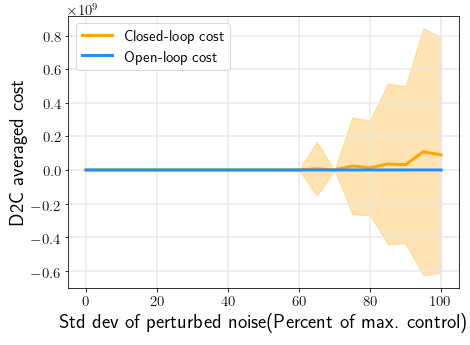 ×10⁹
Closed-loop cost
Open-loop cost
D2C averaged cost
0.8
0.6
0.4
0.2
0.0
−0.2
−0.4
−0.6
0 20 40 60 80 100
Std dev of perturbed noise(Percent of max. control)